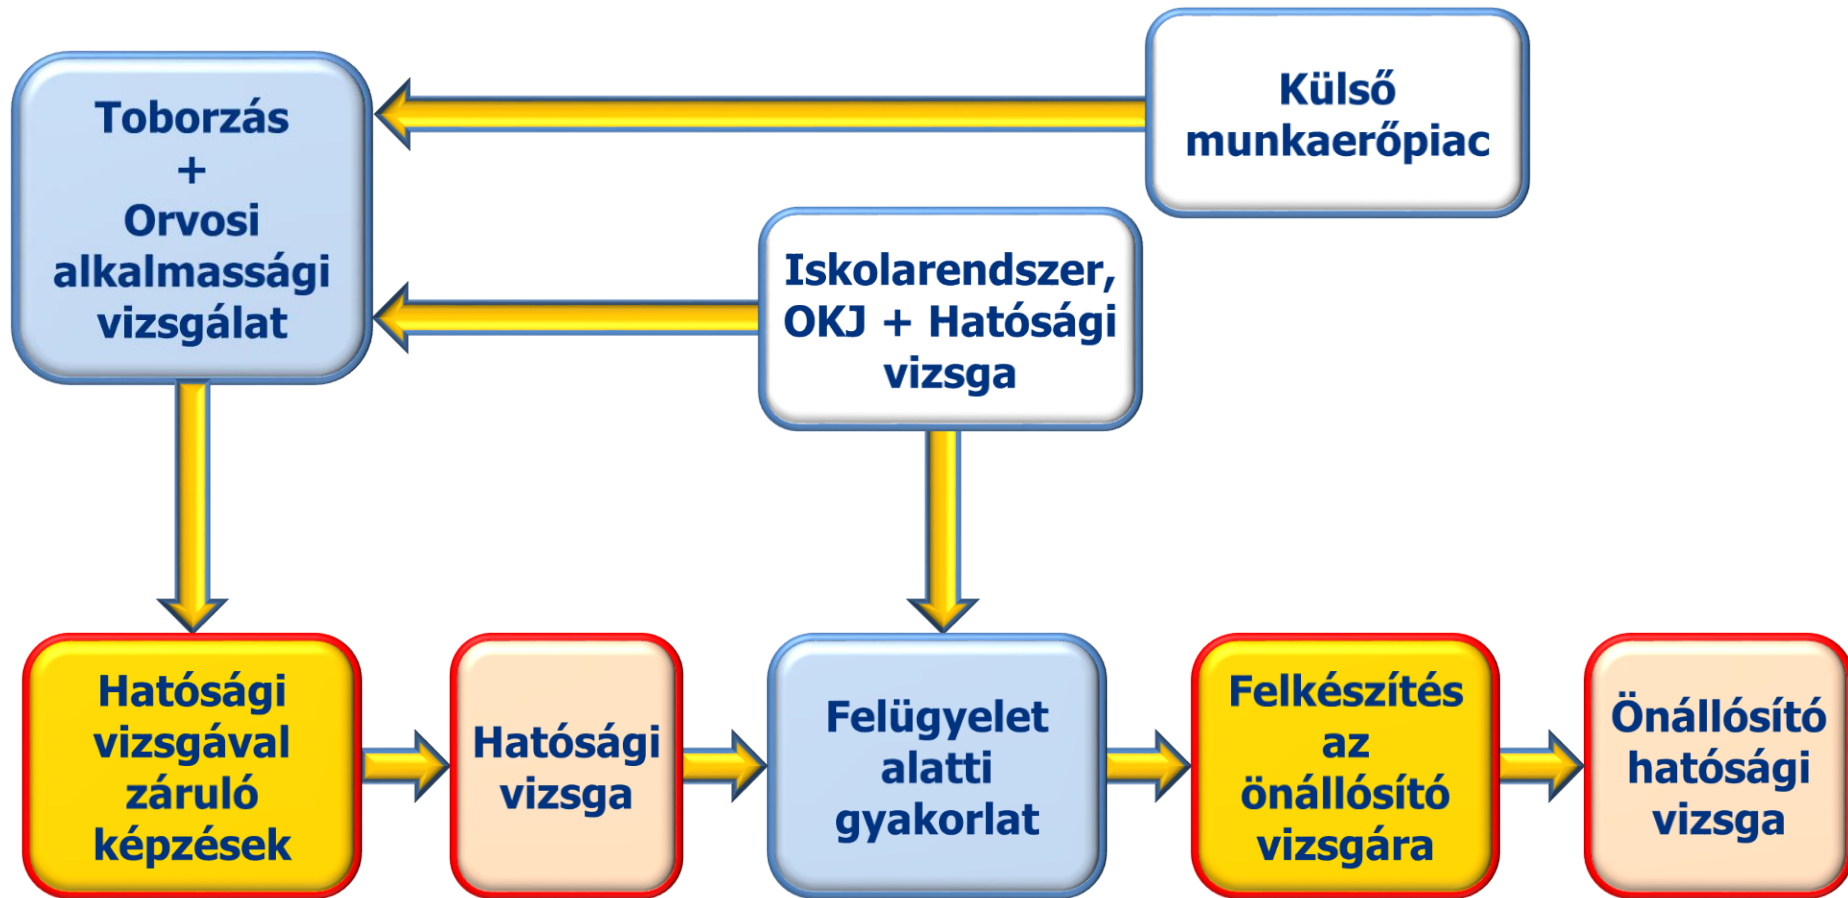 Toborzás
+
Orvosi
alkalmassági
vizsgálat
Külső
munkaerőpiac
Iskolarendszer,
OKJ + Hatósági
vizsga
Hatósági
vizsgával
záruló
képzések
Hatósági
vizsga
Felügyelet
alatti
gyakorlat
Felkészítés
az
önállósító
vizsgára
Önállósító
hatósági
vizsga